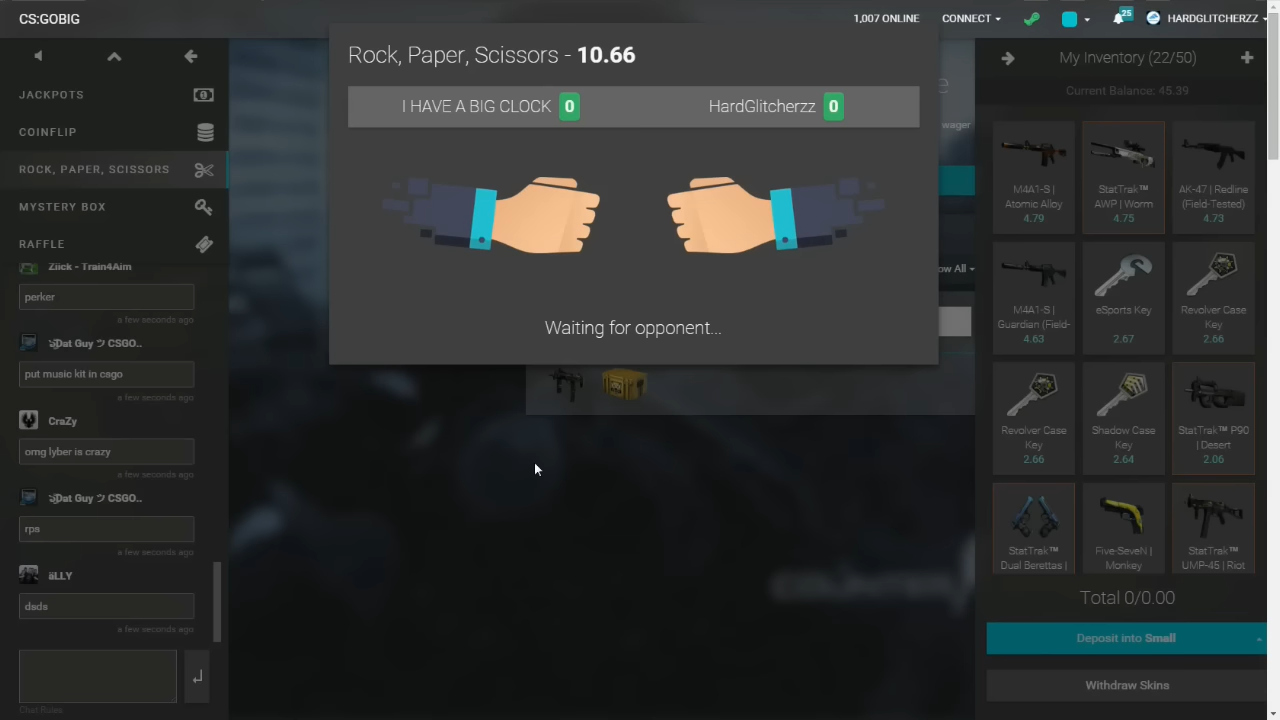 CS:GOBIG
1,007 ONLINE
CONNECT
25
HARDGLITCHERZZ
JACKPOTS
COINFLIP
ROCK, PAPER, SCISSORS
MYSTERY BOX
RAFFLE
Ziick - Train4Aim
perker
a few seconds ago
Dat Guy ツ CSGO..
put music kit in csgo
a few seconds ago
CraZy
omg lyber is crazy
a few seconds ago
Dat Guy ツ CSGO..
rps
a few seconds ago
äLLY
dsds
a few seconds ago
Chat Rules
Rock, Paper, Scissors - 10.66
I HAVE A BIG CLOCK 0
HardGlitcherzz 0
Waiting for opponent...
wager
ow All
COUNTER
My Inventory (22/50)
Current Balance: 45.39
M4A1-S |
Atomic Alloy
4.79
StatTrak™
AWP | Worm
4.75
AK-47 | Redline
(Field-Tested)
4.73
M4A1-S |
Guardian (Field-
4.63
eSports Key
2.67
Revolver Case
Key
2.66
Revolver Case
Key
2.66
Shadow Case
Key
2.64
StatTrak™ P90
| Desert
2.06
StatTrak™
Dual Berettas |
Five-SeveN |
Monkey
StatTrak™
UMP-45 | Riot
Total 0/0.00
Deposit into Small
Withdraw Skins